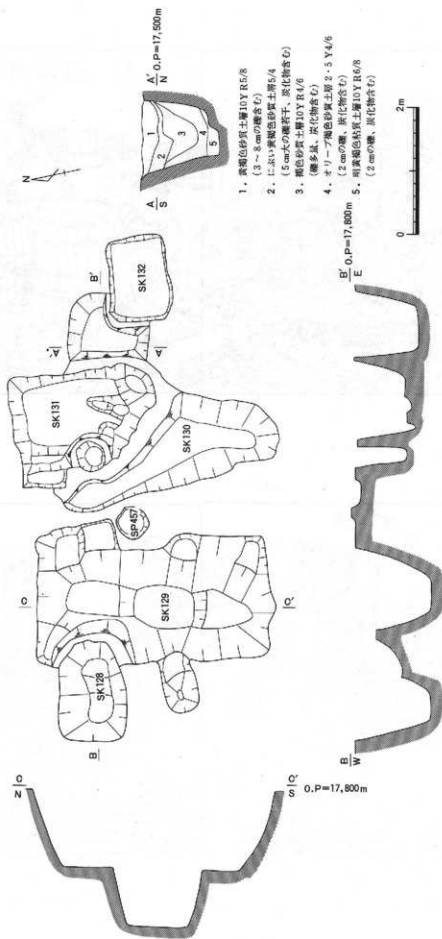 A' O.P=17,500m
N
A
S
1
2
3
4
5
N
1. 黄褐色砂質土層10YR5/8
(3~8㎝の礫含む)
2. にぶい黄褐色砂質土層5/4
(5㎝大の礫若干、炭化物含む)
3. 褐色砂質土層10YR4/6
(礫多量、炭化物含む)
4. オリーブ褐色砂質土層2・5Y4/6
(2㎝の礫、炭化物含む)
5. 明黄褐色粘質土層10YR6/8
(2㎝の礫、炭化物含む)
0
2m
B'
SK132
A'
A
SK131
SK130
SP457
C
SK129
C'
SK128
B
B' O.P=17,800m
E
B
W
C
N
C'
S O.P=17,800m